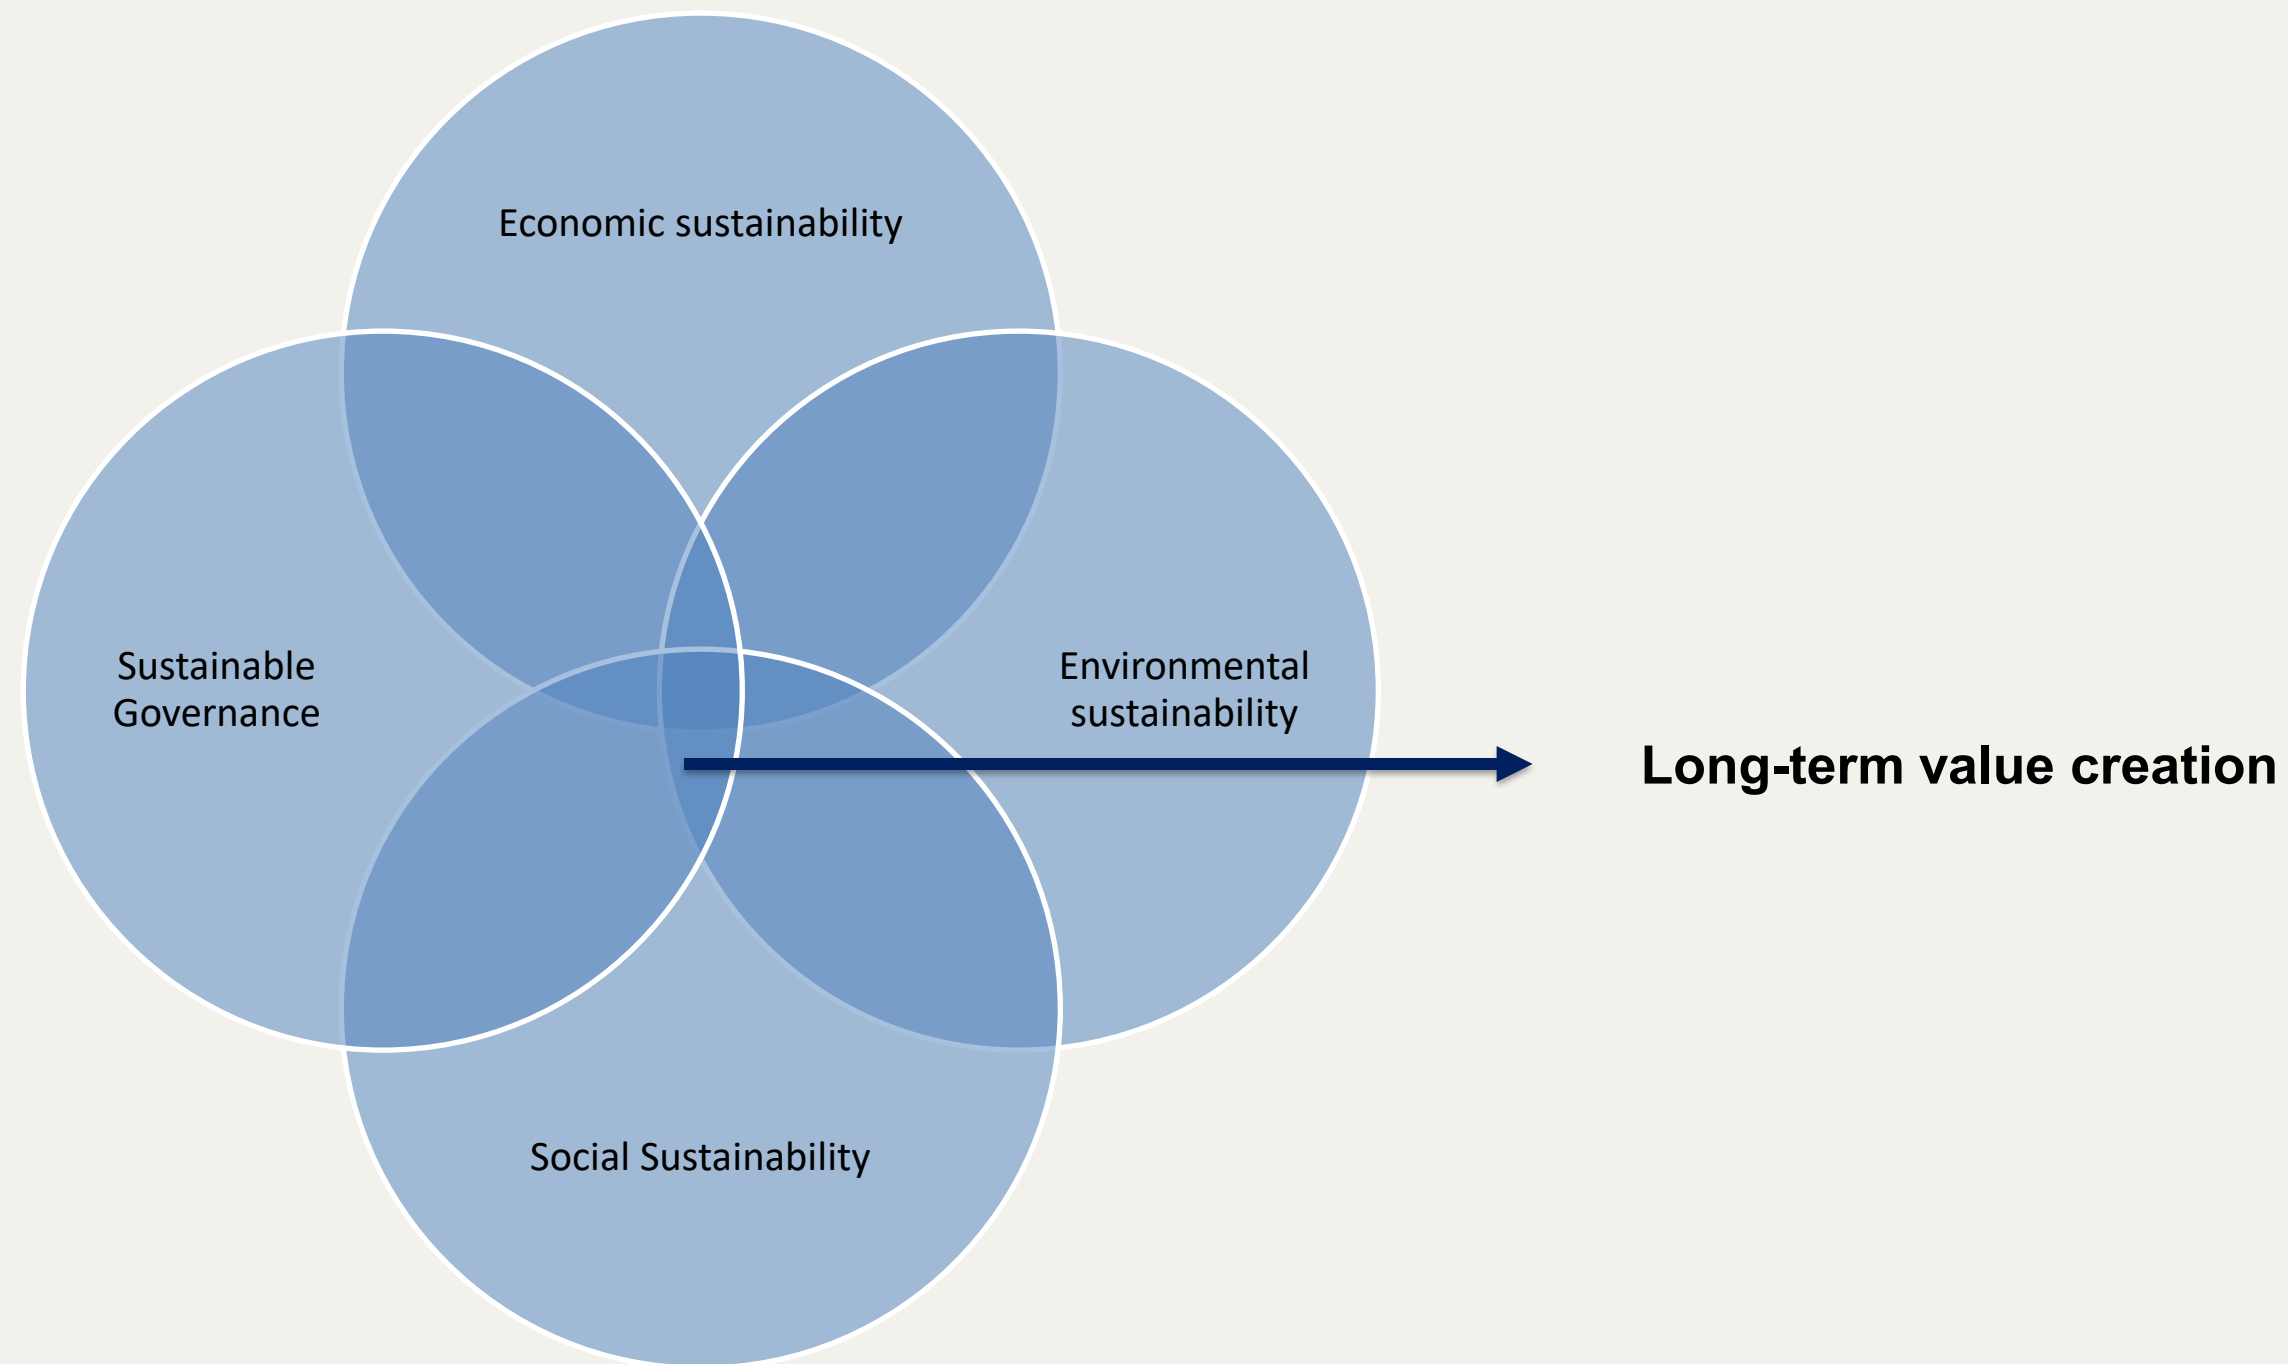 Economic sustainability
Sustainable
Governance
Environmental
sustainability
Long-term value creation
Social Sustainability